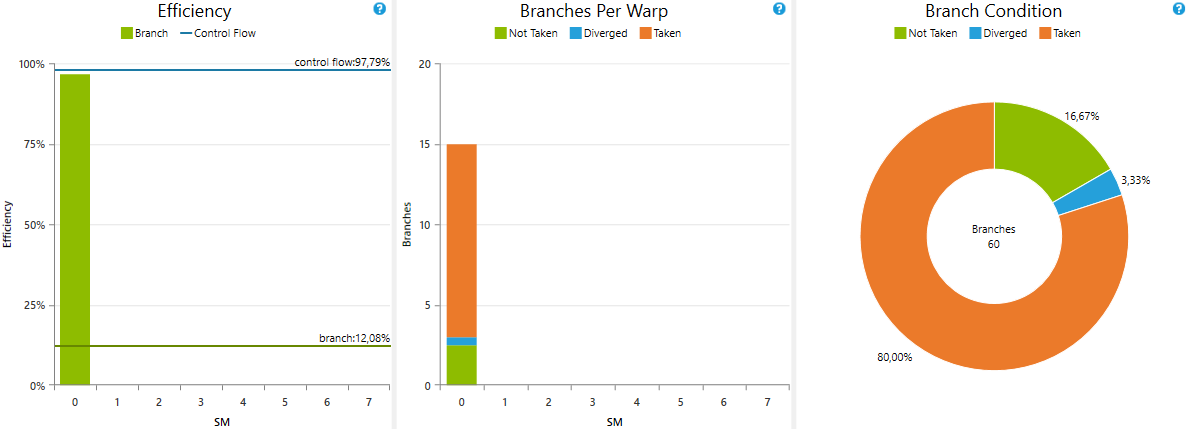 Efficiency
?
Branch
Control Flow
100%
75%
50%
25%
0%
Efficiency
control flow:97,79%
branch:12,08%
0 1 2 3 4 5 6 7
SM
Branches Per Warp
?
Not Taken
Diverged
Taken
20
15
10
5
0
Branches
0 1 2 3 4 5 6 7
SM
Branch Condition
?
Not Taken
Diverged
Taken
16,67%
3,33%
Branches
60
80,00%